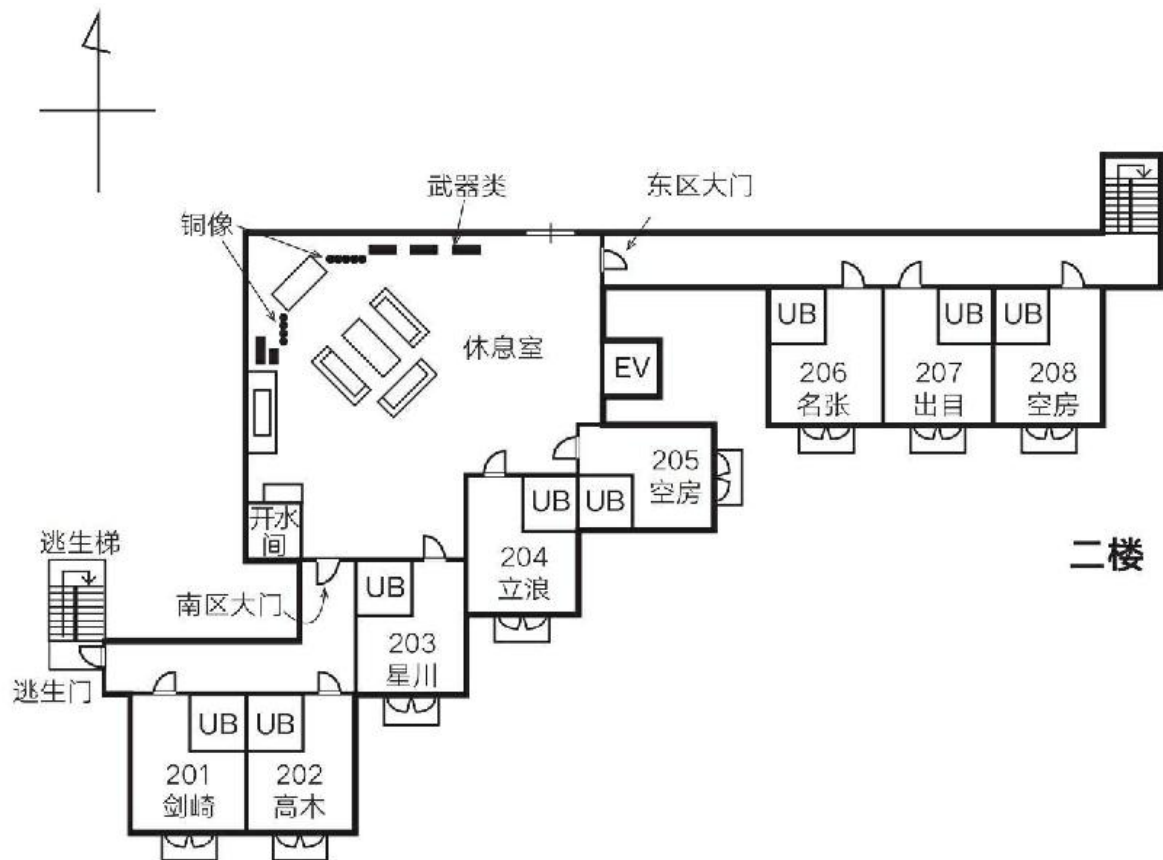 武器类
东区大门
铜像
休息室
EV
UB
206
名张
UB
207
出目
UB
208
空房
205
空房
UB
UB
204
立浪
开水
间
逃生梯
南区大门
UB
203
星川
逃生门
UB
201
剑崎
UB
202
高木
二楼